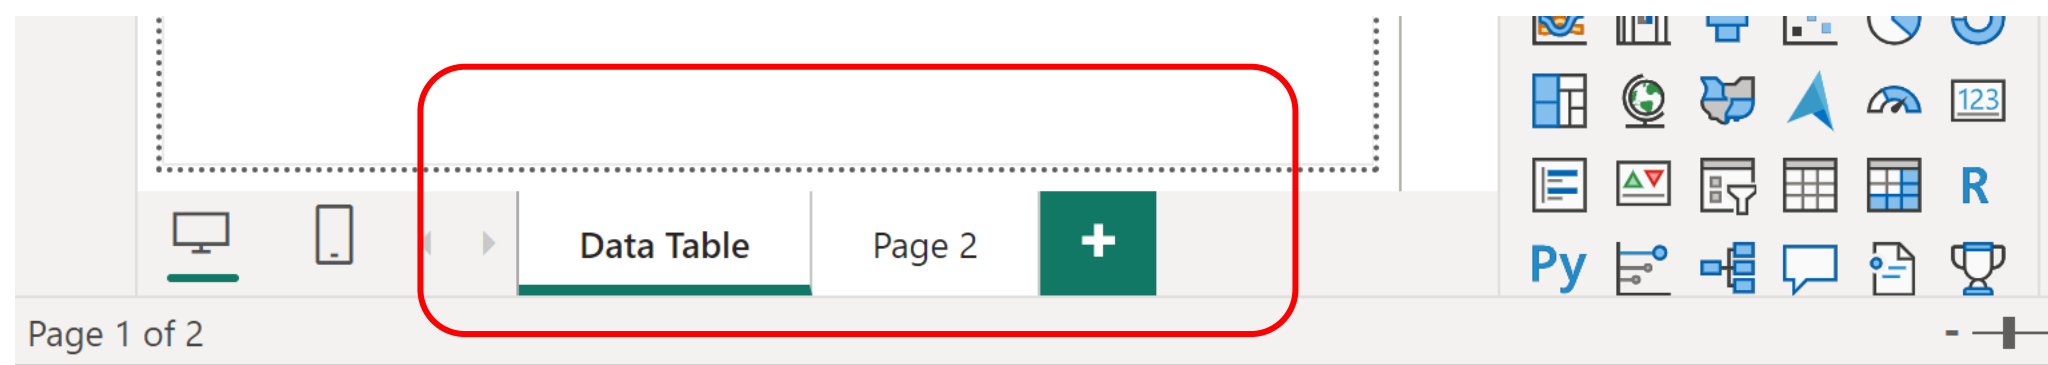 123
R
Data Table Page 2 +
Py
Page 1 of 2 -